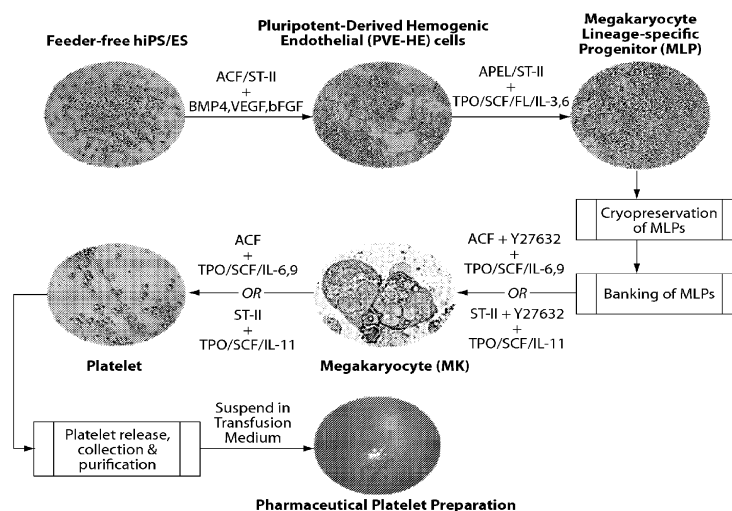 Feeder-free hiPS/ES
ACF/ST-II
+
BMP4,VEGF,bFGF
Pluripotent-Derived Hemogenic
Endothelial (PVE-HE) cells
APEL/ST-II
+
TPO/SCF/FL/IL-3,6
Megakaryocyte
Lineage-specific
Progenitor (MLP)
Cryopreservation
of MLPs
Banking of MLPs
ACF + Y27632
+
TPO/SCF/IL-6,9
OR
ST-II + Y27632
+
TPO/SCF/IL-11
Megakaryocyte (MK)
ACF
+
TPO/SCF/IL-6,9
OR
ST-II
+
TPO/SCF/IL-11
Platelet
Platelet release,
collection &
purification
Suspend in
Transfusion
Medium
Pharmaceutical Platelet Preparation